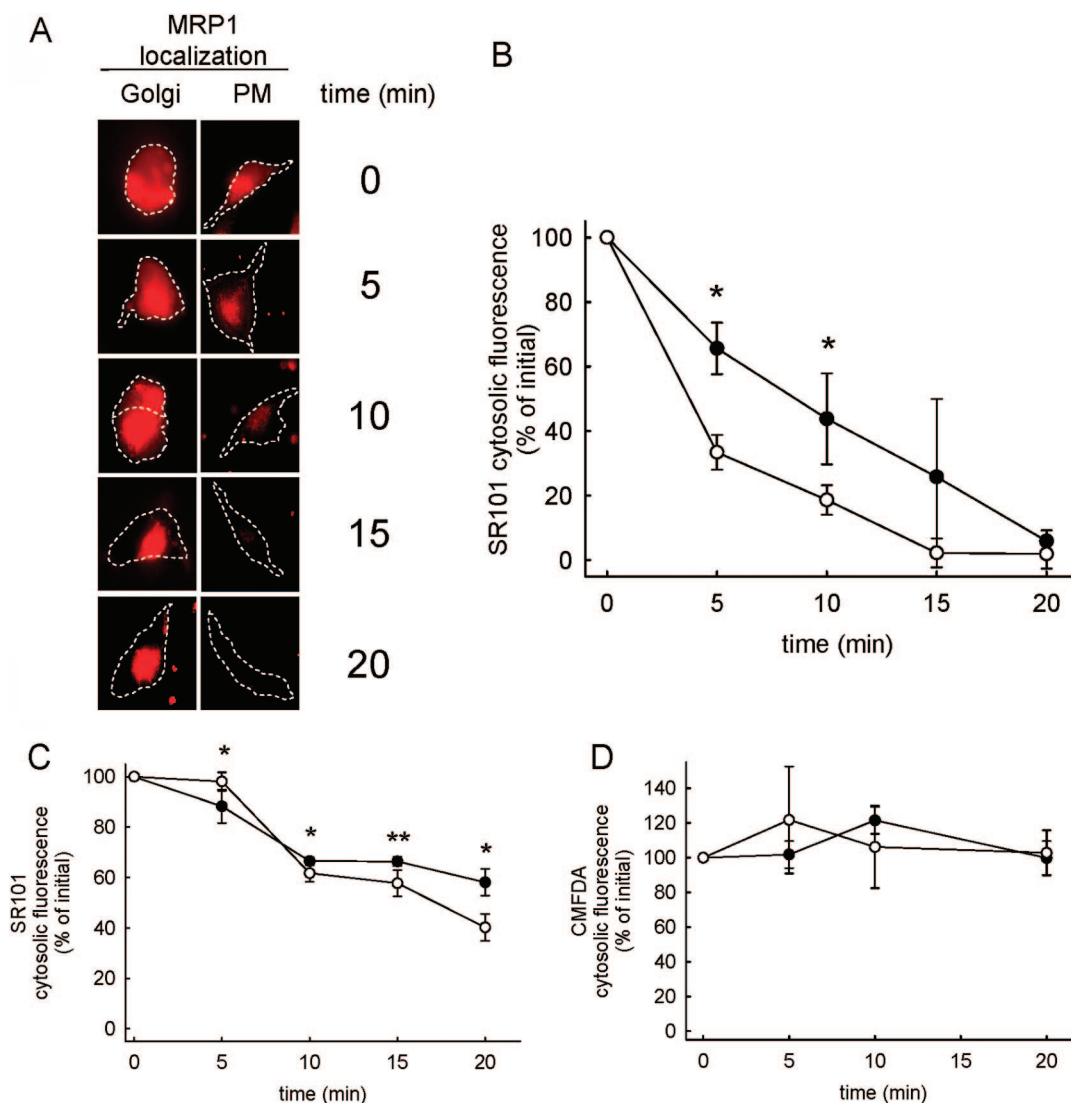 A
MRP1
localization
Golgi PM time (min)
0
5
10
15
20
B
SR101 cytosolic fluorescence
(% of initial)
100
80
60
40
20
0
* *
0 5 10 15 20
time (min)
C
SR101
cytosolic fluorescence
(% of initial)
100
80
60
40
20
0
* * ** *
0 5 10 15 20
time (min)
D
CMFDA
cytosolic fluorescence
(% of initial)
140
120
100
80
60
40
20
0
0 5 10 15 20
time (min)